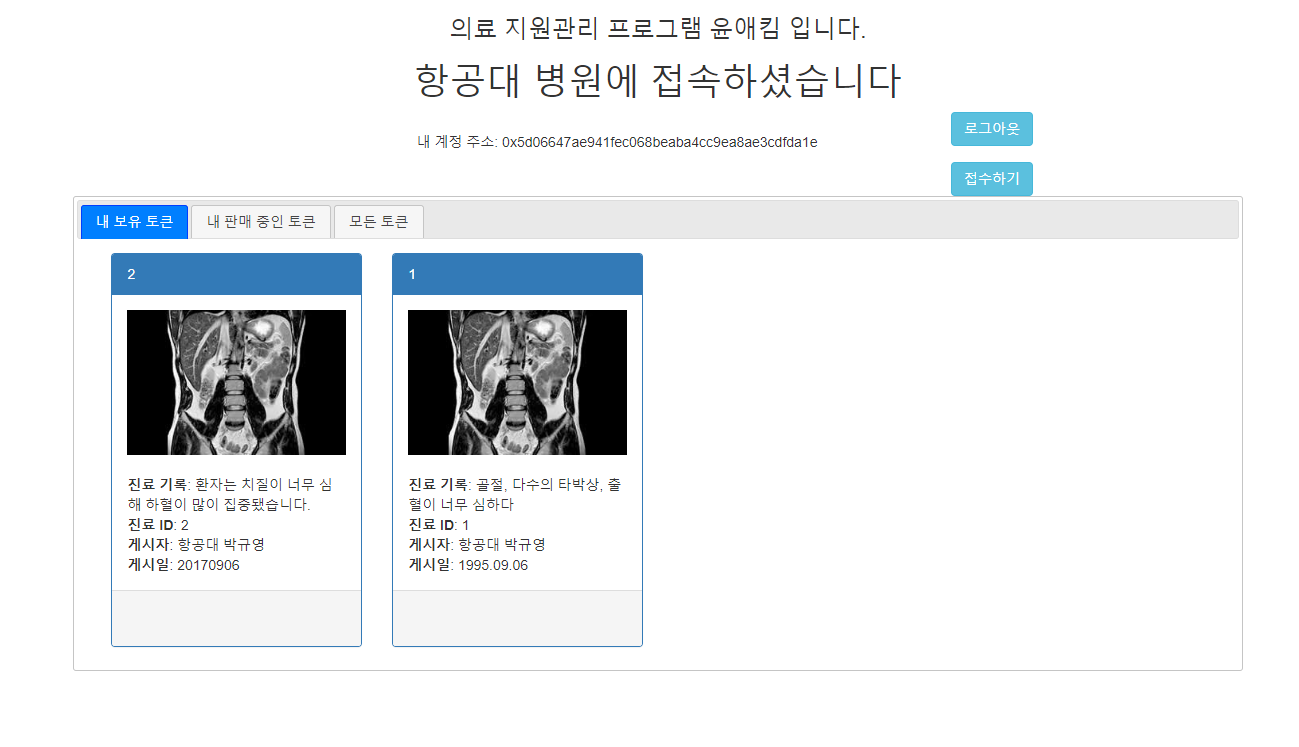 의료 지원관리 프로그램 윤애킴 입니다.
항공대 병원에 접속하셨습니다
로그아웃
내 계정 주소: 0x5d06647ae941fec068beaba4cc9ea8ae3cdfda1e
접수하기
내 보유 토큰
내 판매 중인 토큰
모든 토큰
2
진료 기록: 환자는 치질이 너무 심
해 하혈이 많이 집중됐습니다.
진료 ID: 2
게시자: 항공대 박규영
게시일: 20170906
1
진료 기록: 골절, 다수의 타박상, 출
혈이 너무 심하다
진료 ID: 1
게시자: 항공대 박규영
게시일: 1995.09.06